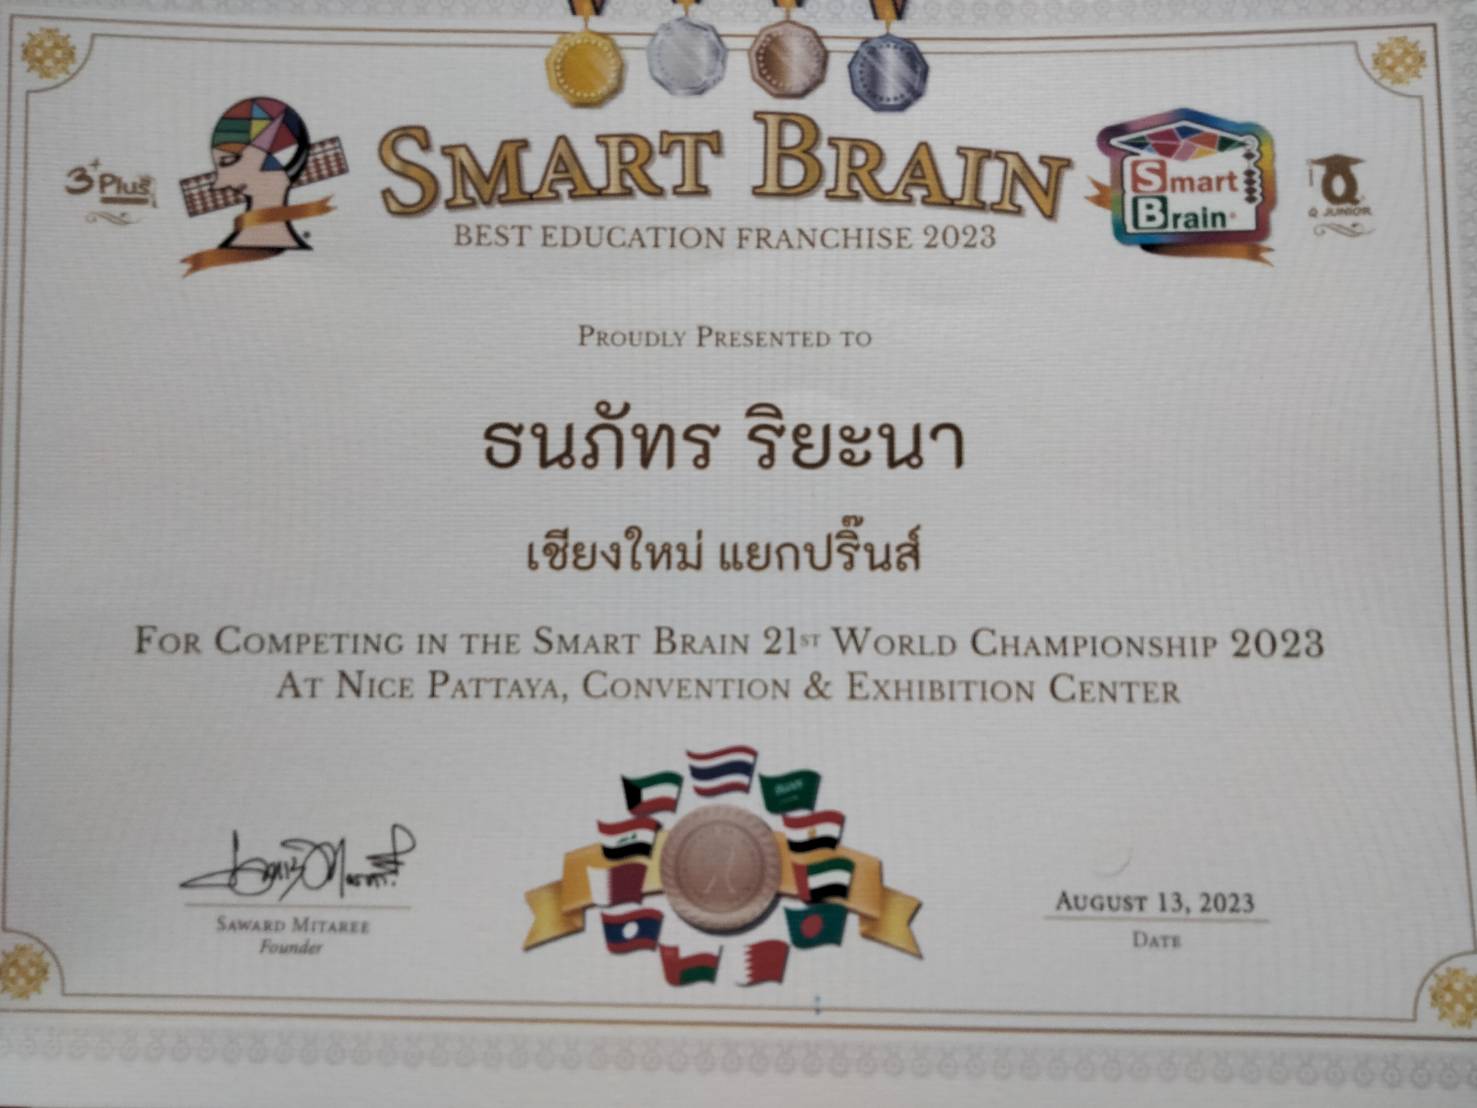 3+ Plus
SMART BRAIN
Smart
Brain
Q JUNIOR
BEST EDUCATION FRANCHISE 2023
PROUDLY PRESENTED TO
ธนภัทร ริยะนา
เชียงใหม่ แยกปริ๊นส์
FOR COMPETING IN THE SMART BRAIN 21ST WORLD CHAMPIONSHIP 2023
AT NICE PATTAYA, CONVENTION & EXHIBITION CENTER
SAWARD MITAREE
Founder
AUGUST 13, 2023
DATE